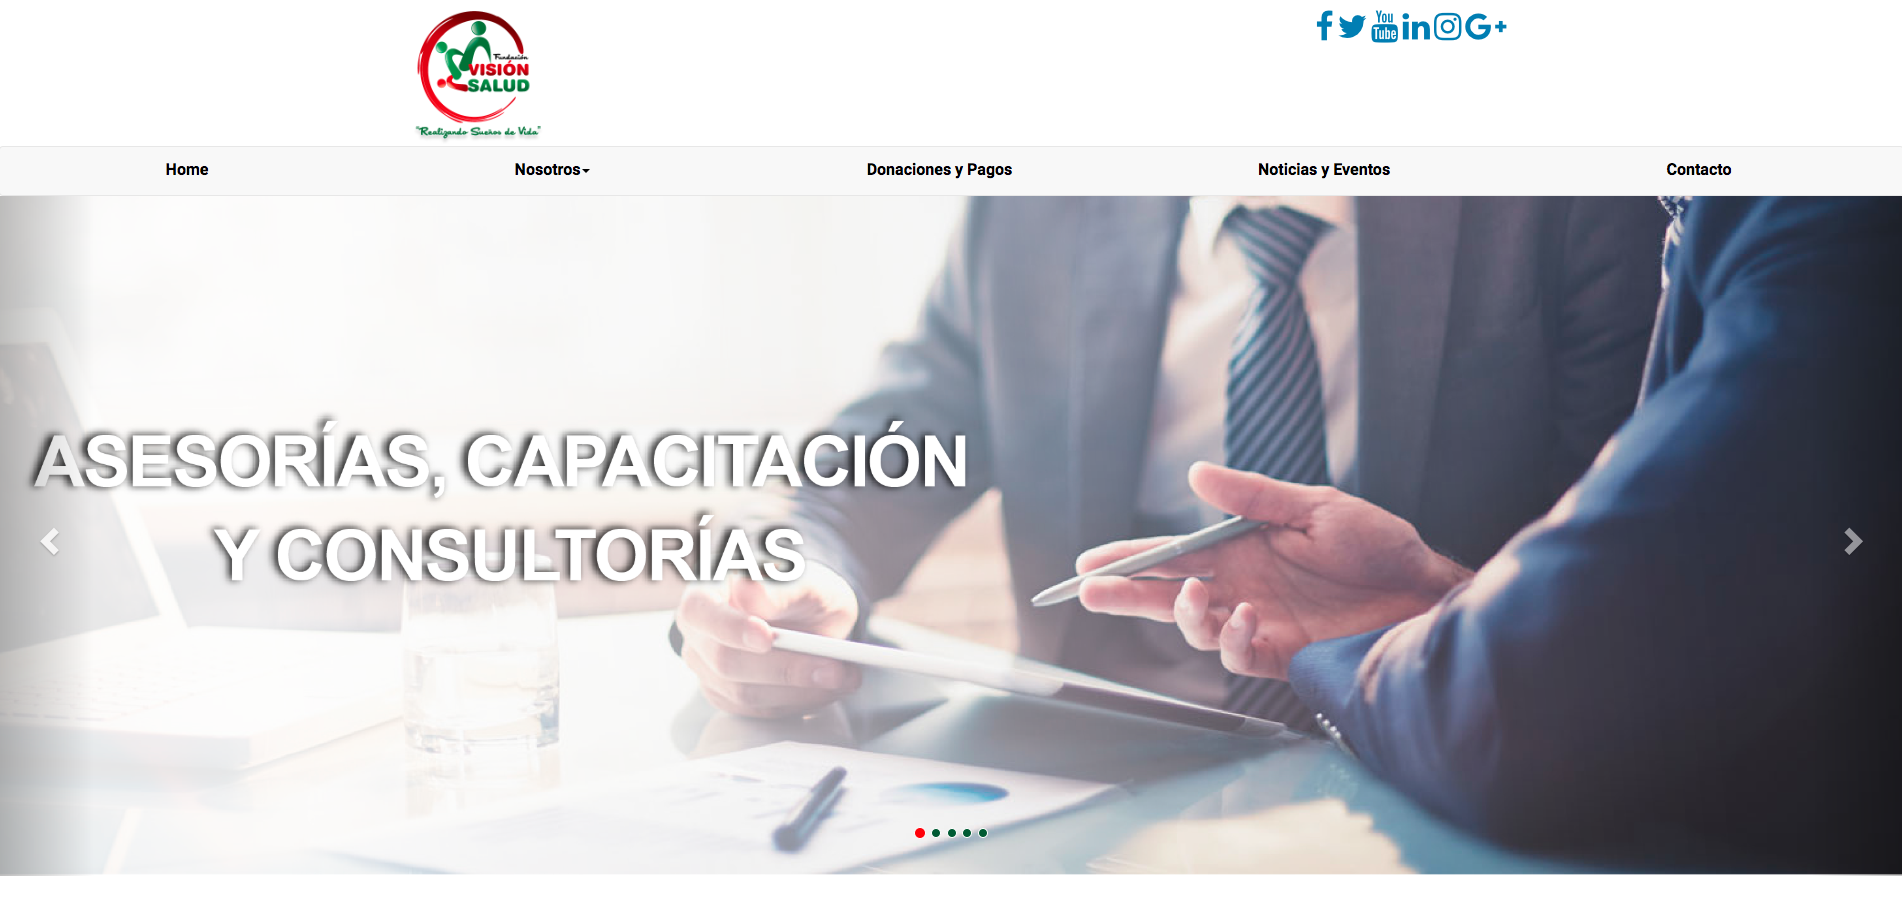 Fundación
VISIÓN
SALUD
"Realizando Sueños de Vida"
You
Tube
Home
Nosotros
Donaciones y Pagos
Noticias y Eventos
Contacto
ASESORÍAS, CAPACITACIÓN
Y CONSULTORÍAS